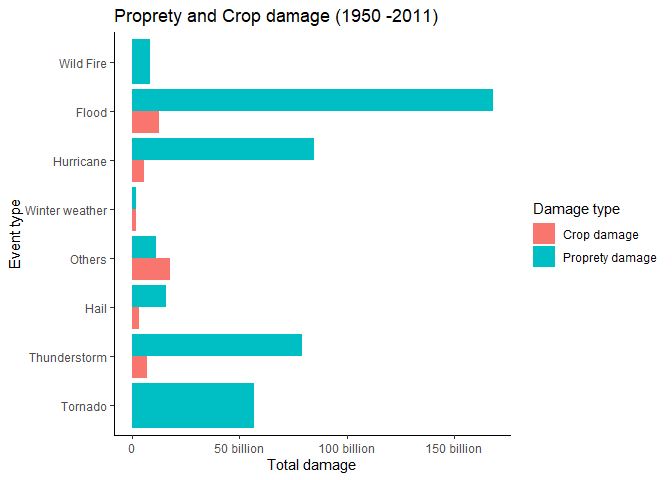 Proprety and Crop damage (1950 -2011)
Wild Fire
Flood
Hurricane
Winter weather
Others
Hail
Thunderstorm
Tornado
Event type
0
50 billion
100 billion
150 billion
Total damage
Damage type
Crop damage
Proprety damage